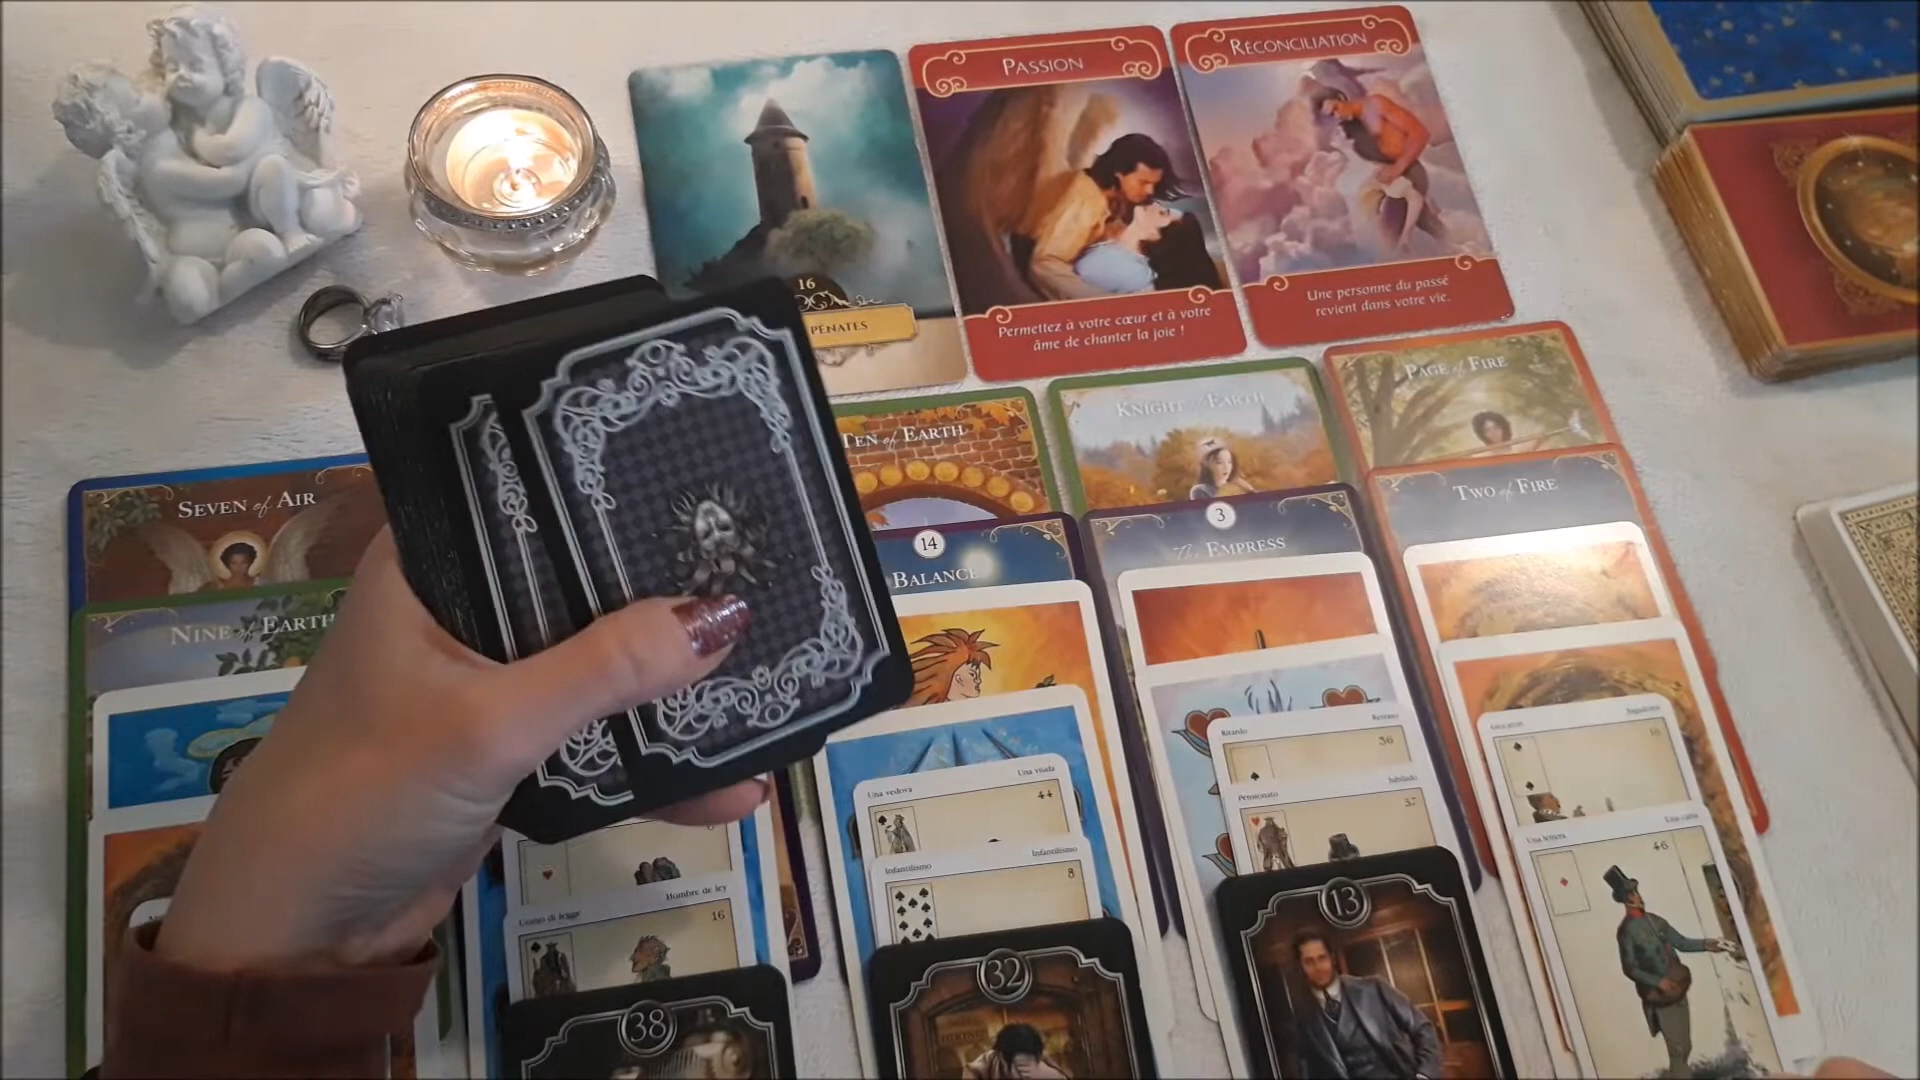 PASSION
RÉCONCILIATION
16
PÉNATES
Permettez à votre cœur et à votre
âme de chanter la joie !
Une personne du passé
revient dans votre vie.
SEVEN of AIR
TEN of EARTH
KNIGHT of EARTH
PAGE of FIRE
NINE of EARTH
14
BALANCE
3
The EMPRESS
TWO of FIRE
Una vedova
Una viuda
44
Infantilismo
Infantilismo
8
Ritardo
Retraso
36
Pensionato
Jubilado
37
10
Una lettera
Una carta
46
Hombre de ley
Uomo di legge
16
38
32
13